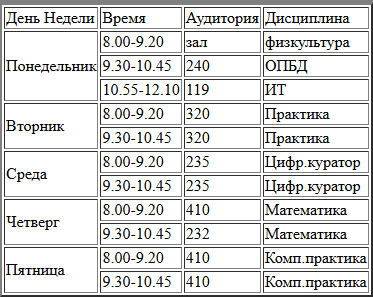 День Недели Время Аудитория Дисциплина
Понедельник 8.00-9.20 зал физкультура
9.30-10.45 240 ОПБД
10.55-12.10 119 ИТ
Вторник 8.00-9.20 320 Практика
9.30-10.45 320 Практика
Среда 8.00-9.20 235 Цифр.куратор
9.30-10.45 235 Цифр.куратор
Четверг 8.00-9.20 410 Математика
9.30-10.45 232 Математика
Пятница 8.00-9.20 410 Комп.практика
9.30-10.45 410 Комп.практика